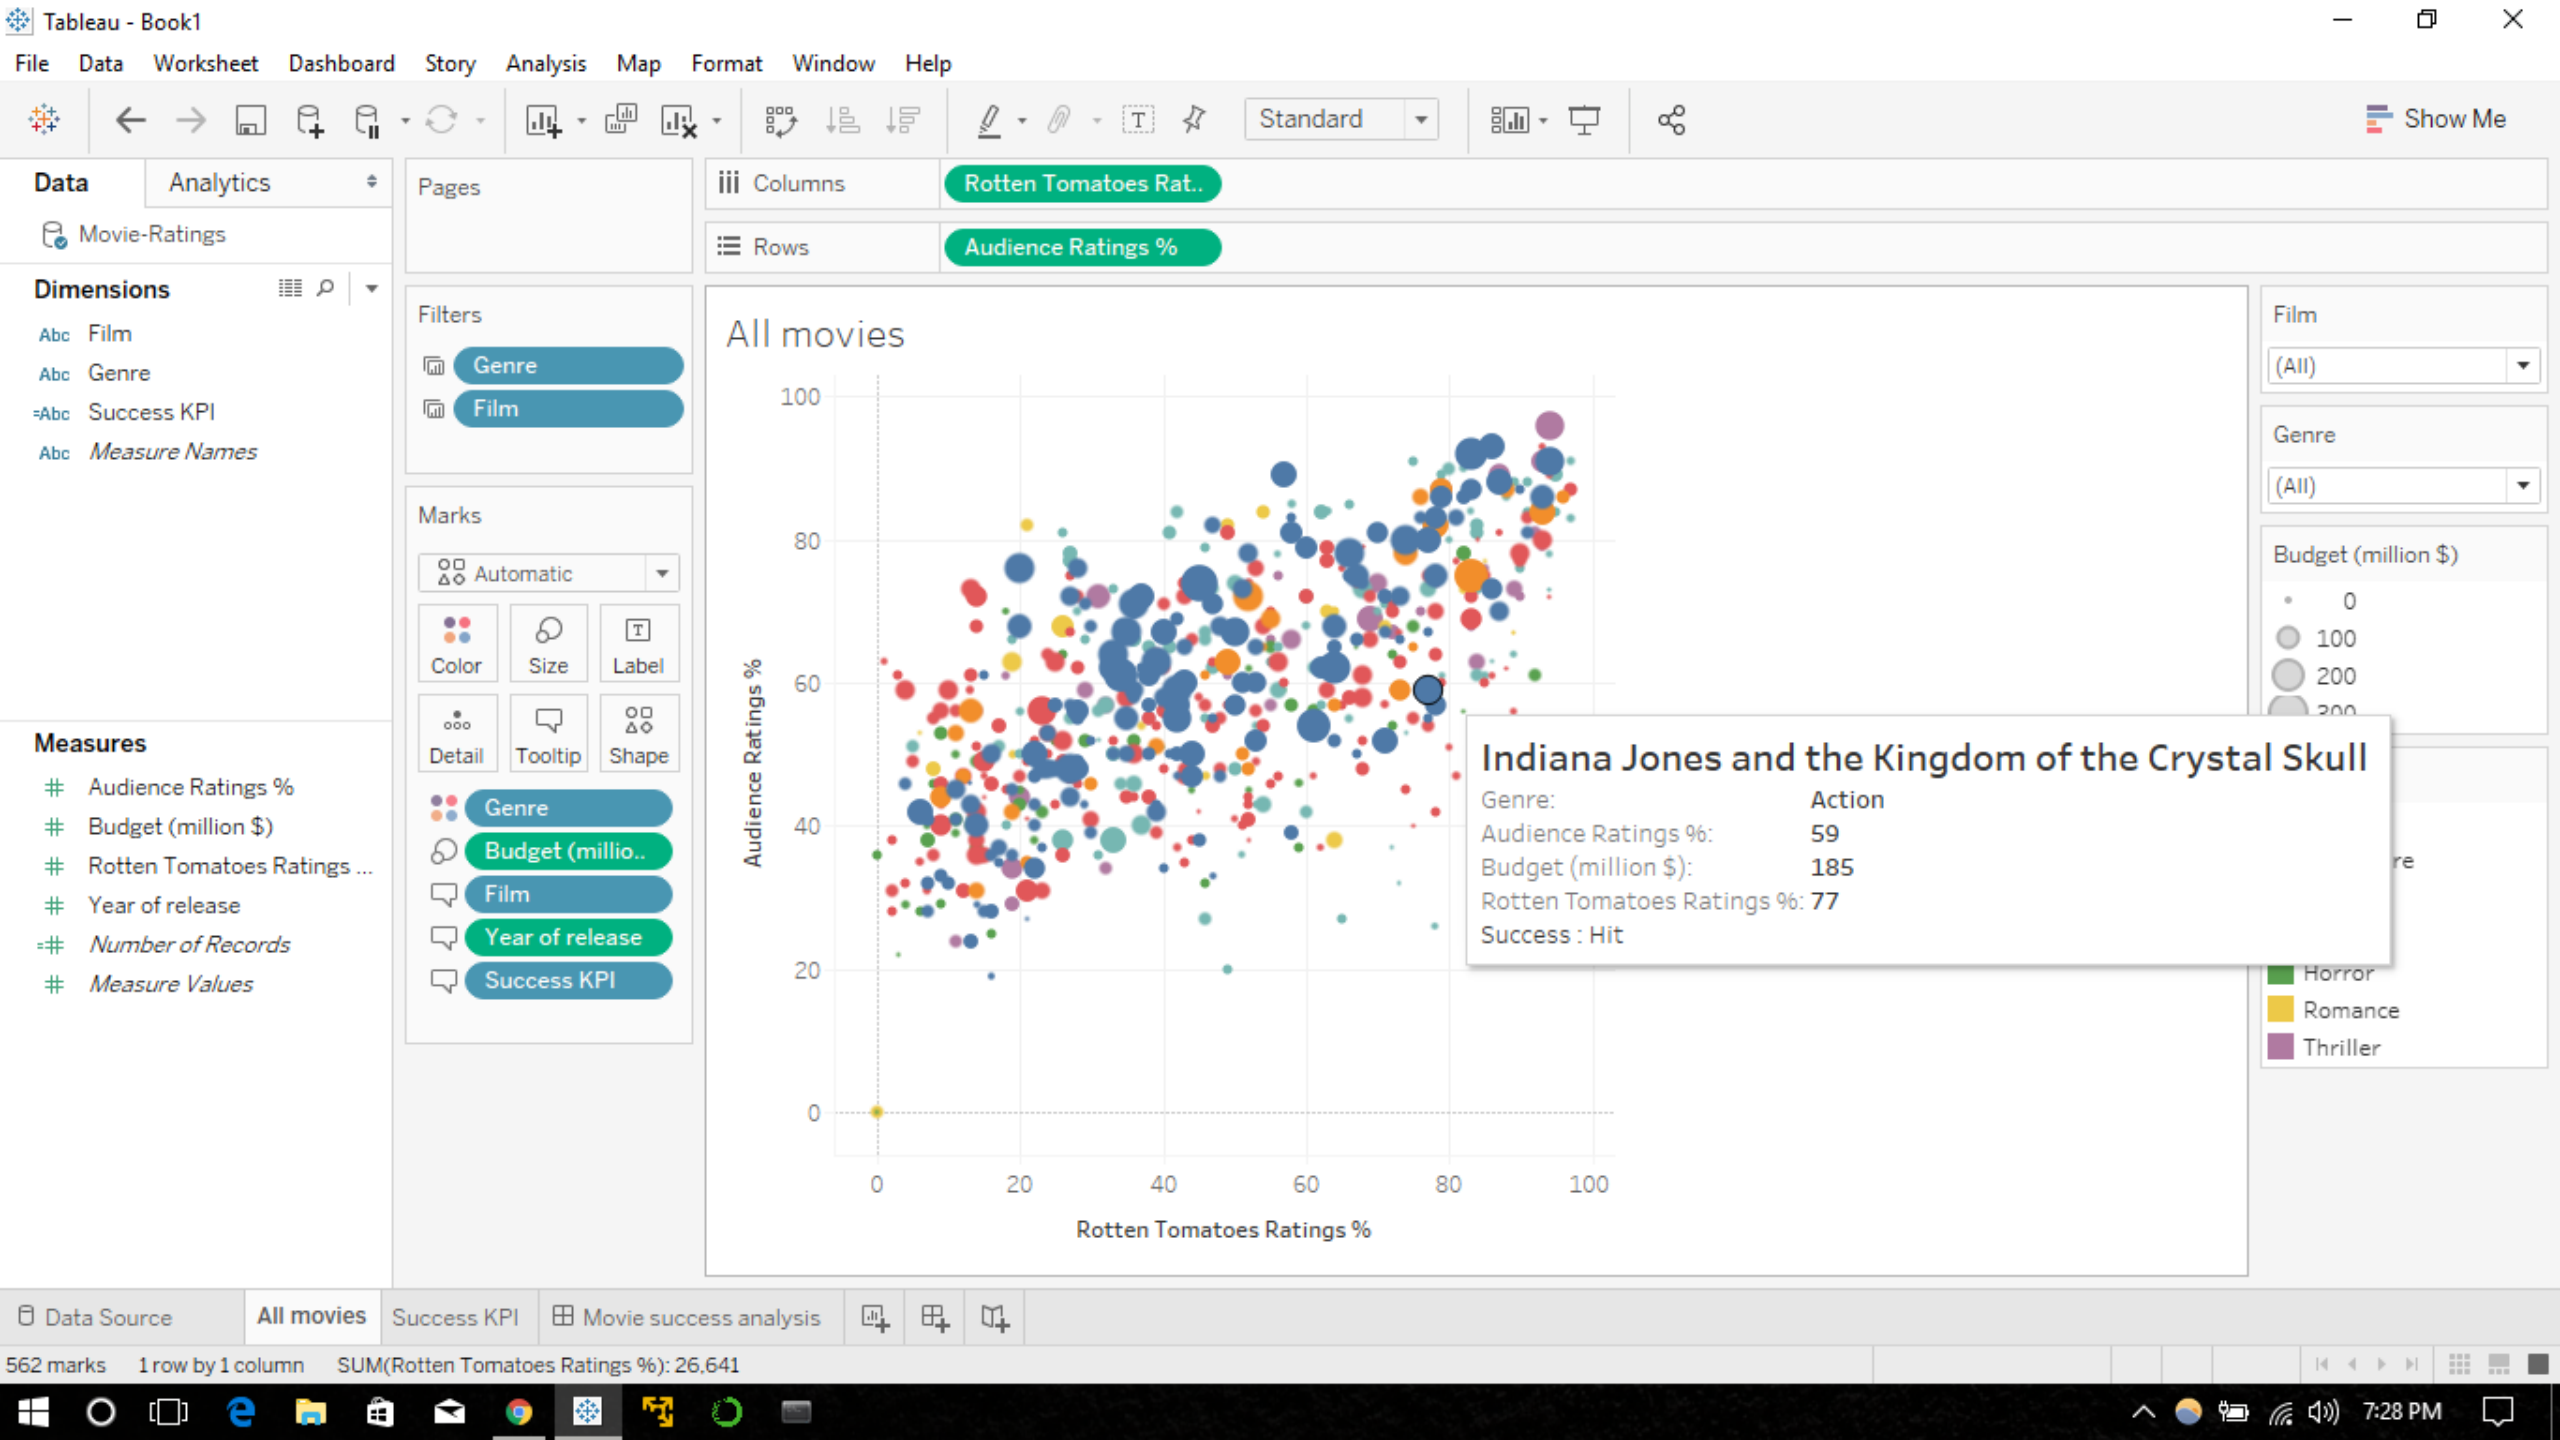 Tableau - Book1
File Data Worksheet Dashboard Story Analysis Map Format Window Help
Standard
Show Me
Data Analytics
Movie-Ratings
Dimensions
Abc Film
Abc Genre
=Abc Success KPI
Abc Measure Names
Measures
# Audience Ratings %
# Budget (million $)
# Rotten Tomatoes Ratings ...
# Year of release
=# Number of Records
# Measure Values
Pages
Filters
Genre
Film
Marks
Automatic
Color Size Label
Detail Tooltip Shape
Genre
Budget (millio..
Film
Year of release
Success KPI
Columns Rotten Tomatoes Rat..
Rows Audience Ratings %
All movies
Audience Ratings %
100
80
60
40
20
0
0 20 40 60 80 100
Rotten Tomatoes Ratings %
Indiana Jones and the Kingdom of the Crystal Skull
Genre: Action
Audience Ratings %: 59
Budget (million $): 185
Rotten Tomatoes Ratings %: 77
Success : Hit
Film
(All)
Genre
(All)
Budget (million $)
0
100
200
300
re
Horror
Romance
Thriller
Data Source All movies Success KPI Movie success analysis
562 marks 1 row by 1 column SUM(Rotten Tomatoes Ratings %): 26,641
7:28 PM